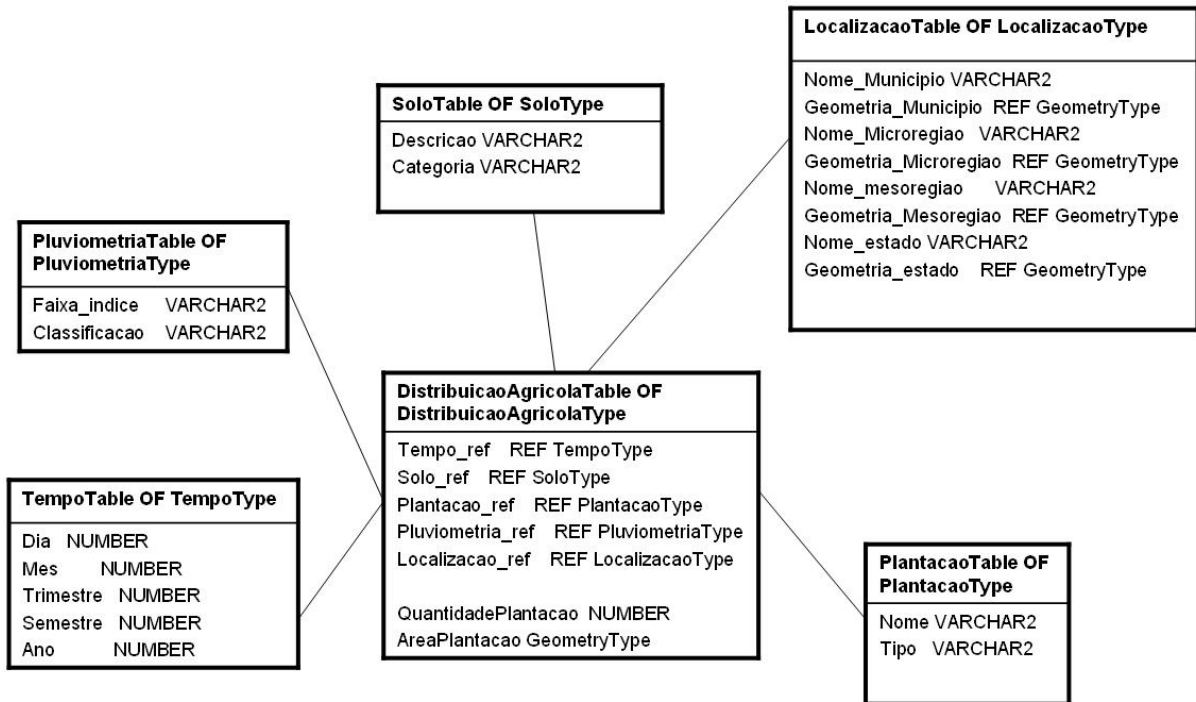 LocalizacaoTable OF LocalizacaoType
Nome_Municipio VARCHAR2
Geometria_Municipio REF GeometryType
Nome_Microregiao VARCHAR2
Geometria_Microregiao REF GeometryType
Nome_mesoregiao VARCHAR2
Geometria_Mesoregiao REF GeometryType
Nome_estado VARCHAR2
Geometria_estado REF GeometryType
SoloTable OF SoloType
Descricao VARCHAR2
Categoria VARCHAR2
PluviometriaTable OF
PluviometriaType
Faixa_indice VARCHAR2
Classificacao VARCHAR2
DistribuicaoAgricolaTable OF
DistribuicaoAgricolaType
Tempo_ref REF TempoType
Solo_ref REF SoloType
Plantacao_ref REF PlantacaoType
Pluviometria_ref REF PluviometriaType
Localizacao_ref REF LocalizacaoType
QuantidadePlantacao NUMBER
AreaPlantacao GeometryType
TempoTable OF TempoType
Dia NUMBER
Mes NUMBER
Trimestre NUMBER
Semestre NUMBER
Ano NUMBER
PlantacaoTable OF
PlantacaoType
Nome VARCHAR2
Tipo VARCHAR2